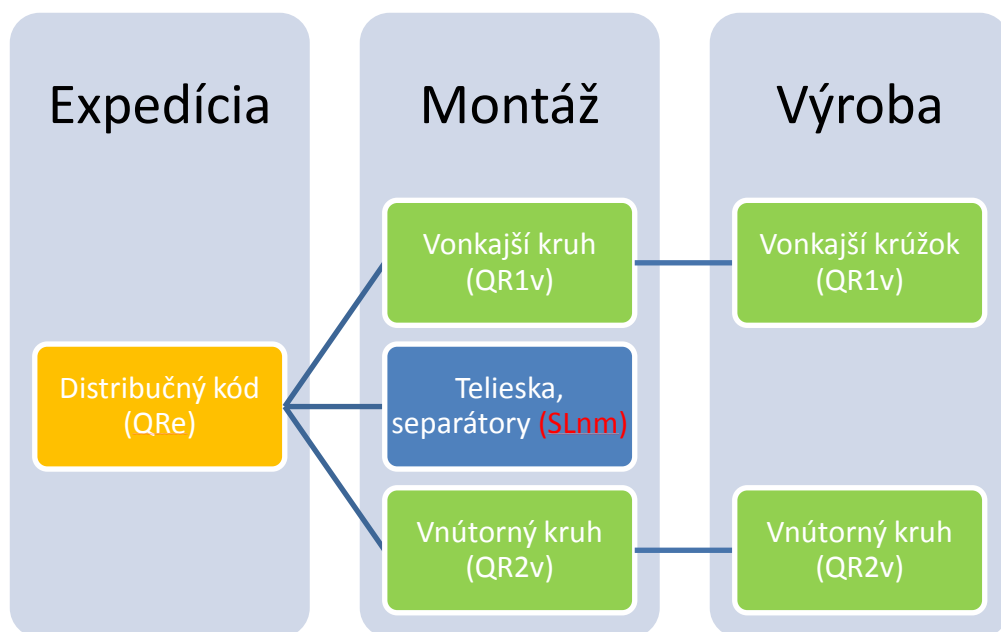 Expedícia
Montáž
Výroba
Vonkajší kruh
(QR1v)
Vonkajší krúžok
(QR1v)
Distribučný kód
(QRe)
Telieska,
separátory (SLnm)
Vnútorný kruh
(QR2v)
Vnútorný kruh
(QR2v)